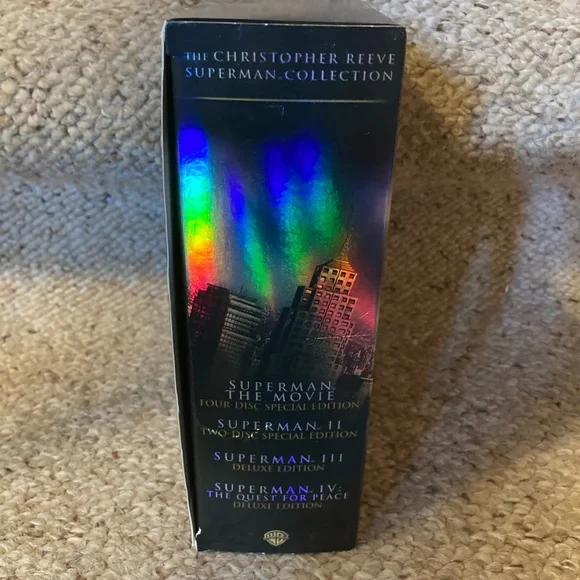 THE CHRISTOPHER REEVE
SUPERMAN COLLECTION
SUPERMAN
THE MOVIE
FOUR-DISC SPECIAL EDITION
SUPERMAN II
TWO-DISC SPECIAL EDITION
SUPERMAN III
DELUXE EDITION
SUPERMAN IV:
THE QUEST FOR PEACE
DELUXE EDITION